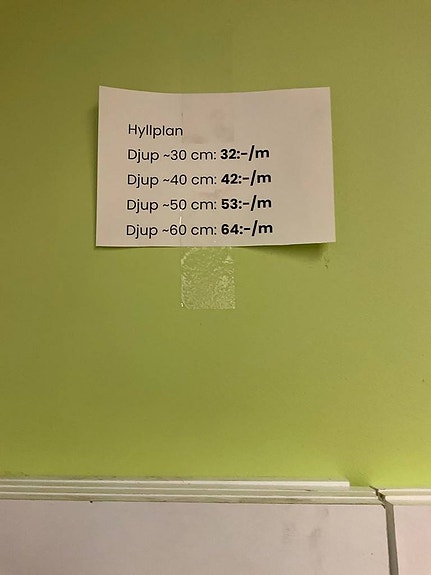 Hyllplan
Djup ~30 cm: 32:-/m
Djup ~40 cm: 42:-/m
Djup ~50 cm: 53:-/m
Djup ~60 cm: 64:-/m